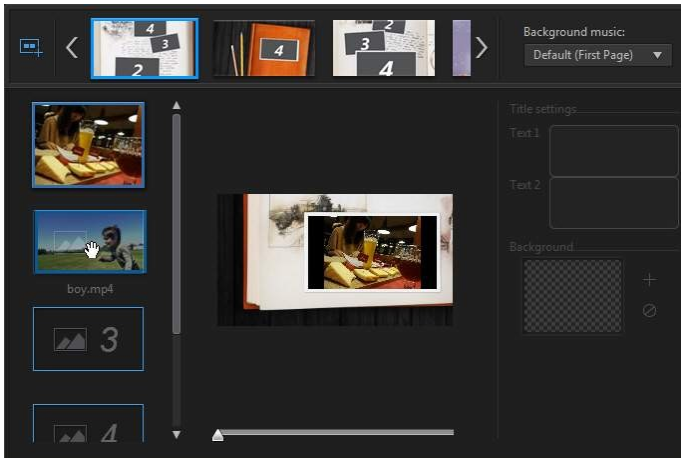 4
3
2
4
2
3
4
Background music:
Default (First Page)
Title settings
Text 1
Text 2
Background
boy.mp4
3
4